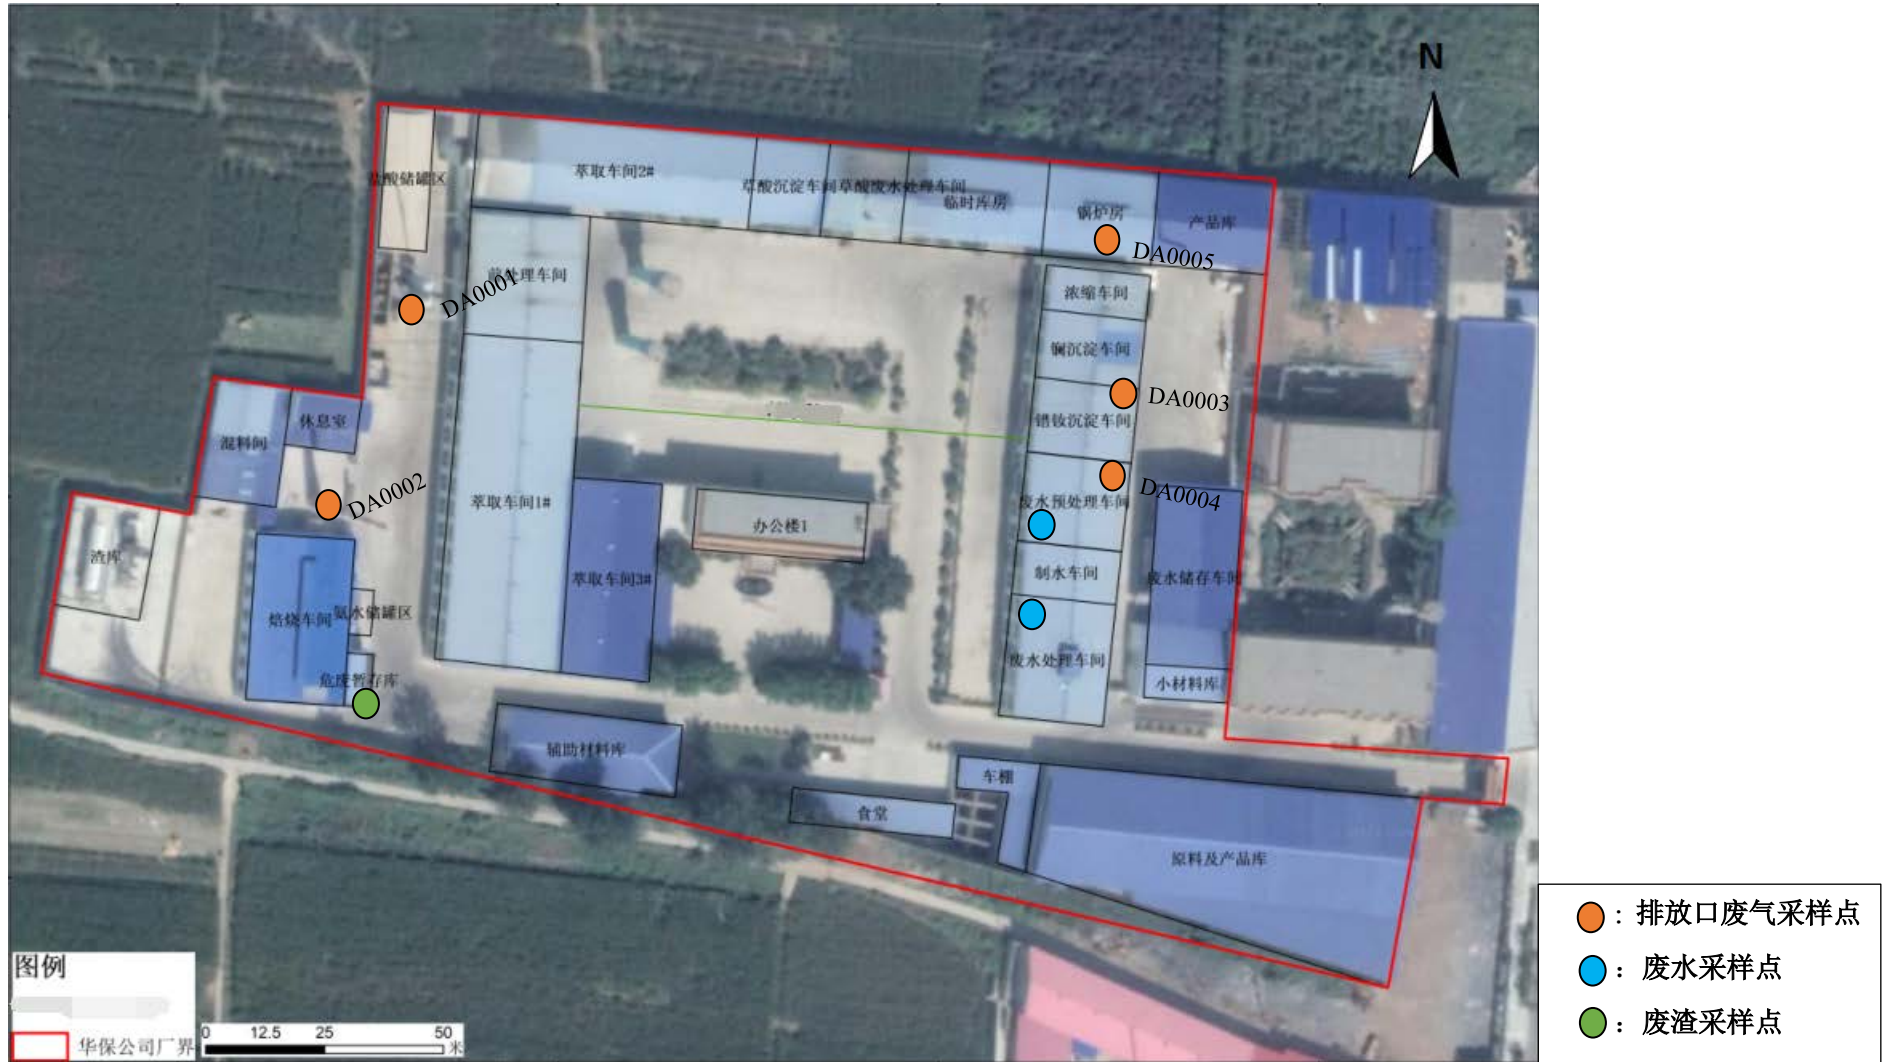 N
盐酸储罐区
萃取车间2#
草酸沉淀车间
草酸废水处理车间
临时库房
锅炉房
产品库
DA0005
前处理车间
DA0001
浓缩车间
镧沉淀车间
DA0003
镨钕沉淀车间
休息室
混料间
DA0002
萃取车间1#
办公楼1
DA0004
废水预处理车间
渣库
萃取车间3#
制水车间
废水储存车间
焙烧车间
氨水储罐区
废水处理车间
危废暂存库
小材料库
辅助材料库
车棚
食堂
原料及产品库
图例
华保公司厂界
0 12.5 25 50
米
：排放口废气采样点
：废水采样点
：废渣采样点